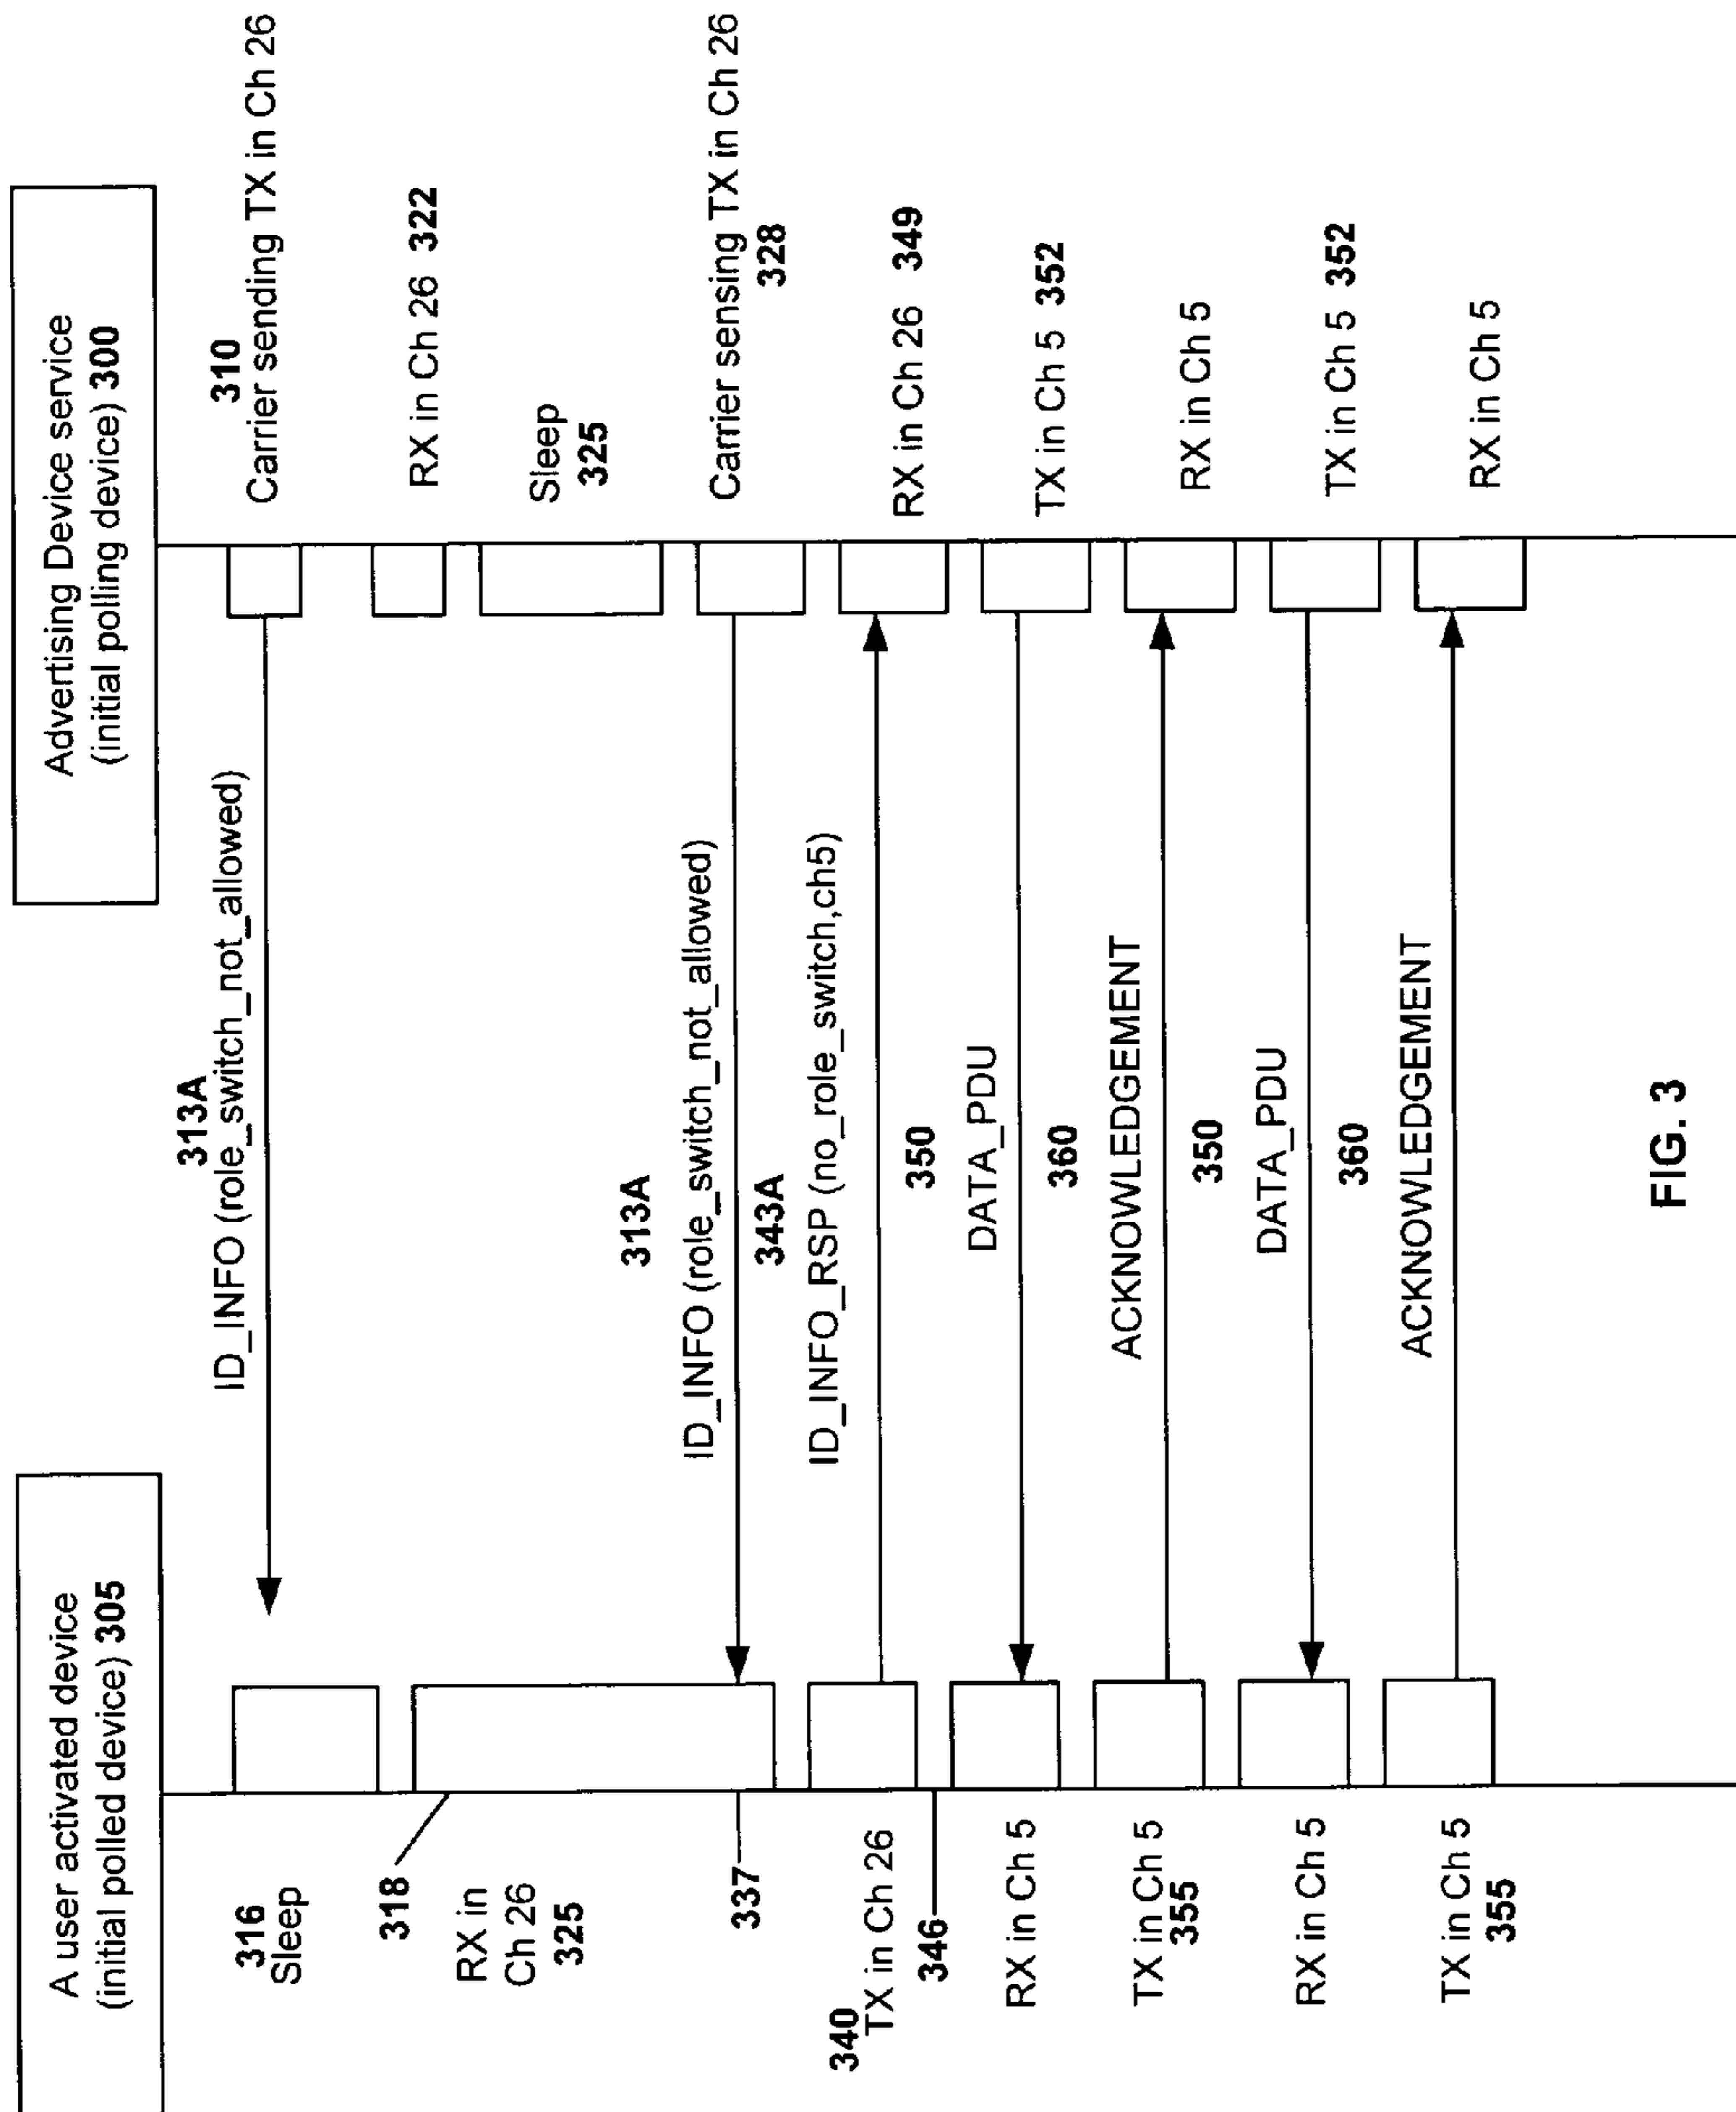 A user activated device
(initial polled device) 305
Advertising Device service
(initial polling device) 300
316
Sleep
313A
ID_INFO (role_switch_not_allowed)
310
Carrier sending TX in Ch 26
318
RX in Ch 26 322
RX in
Ch 26
325
Sleep
325
337
313A
ID_INFO (role_switch_not_allowed)
Carrier sensing TX in Ch 26
328
340
TX in Ch 26
343A
ID_INFO_RSP (no_role_switch,ch5)
RX in Ch 26 349
346
350
RX in Ch 5
DATA_PDU
TX in Ch 5 352
360
TX in Ch 5
355
ACKNOWLEDGEMENT
RX in Ch 5
350
RX in Ch 5
DATA_PDU
TX in Ch 5 352
360
TX in Ch 5
355
ACKNOWLEDGEMENT
RX in Ch 5
FIG. 3